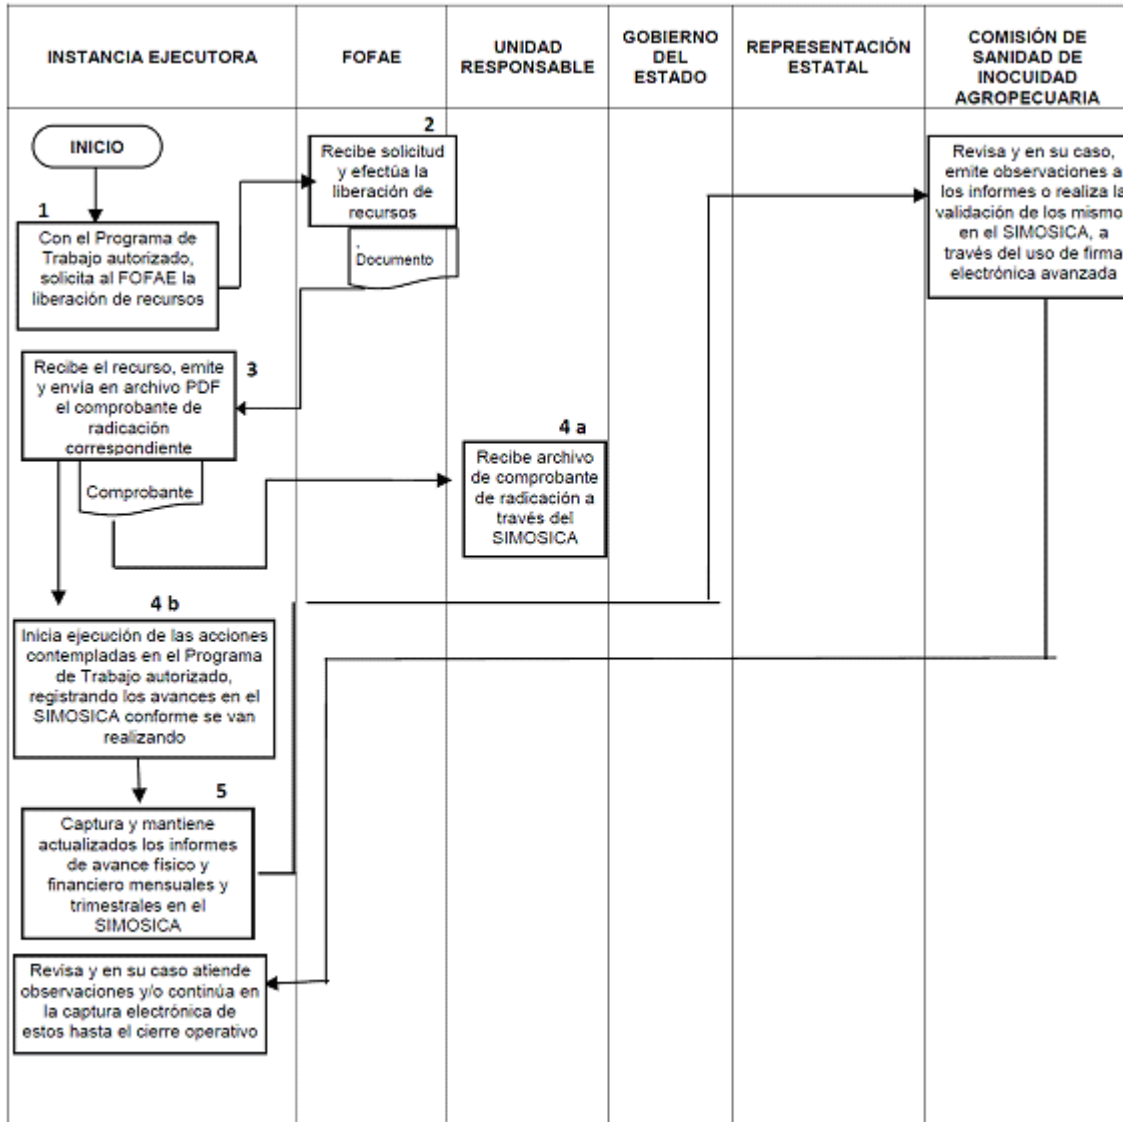 INSTANCIA EJECUTORA
FOFAE
UNIDAD
RESPONSABLE
GOBIERNO
DEL
ESTADO
REPRESENTACIÓN
ESTATAL
COMISIÓN DE
SANIDAD DE
INOCUIDAD
AGROPECUARIA
INICIO
1
Con el Programa de
Trabajo autorizado,
solicita al FOFAE la
liberación de recursos
2
Recibe solicitud
y efectúa la
liberación de
recursos
Documento
3
Recibe el recurso, emite
y envía en archivo PDF
el comprobante de
radicación
correspondiente
Comprobante
4 a
Recibe archivo
de comprobante
de radicación a
través del
SIMOSICA
4 b
Inicia ejecución de las acciones
contempladas en el Programa
de Trabajo autorizado,
registrando los avances en el
SIMOSICA conforme se van
realizando
5
Captura y mantiene
actualizados los informes
de avance físico y
financiero mensuales y
trimestrales en el
SIMOSICA
Revisa y en su caso,
emite observaciones a
los informes o realiza la
validación de los mismo
en el SIMOSICA, a
través del uso de firma
electrónica avanzada
Revisa y en su caso atiende
observaciones y/o continúa en
la captura electrónica de
estos hasta el cierre operativo